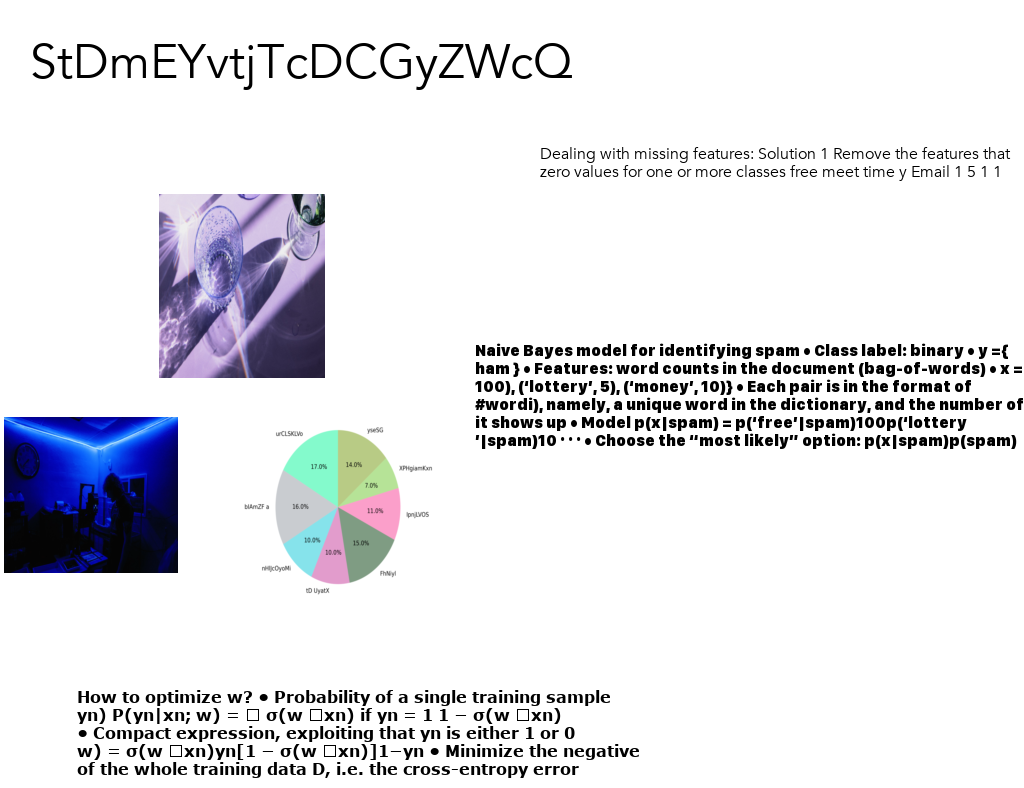 StDmEYvtjTcDCGyZWcQ
Dealing with missing features: Solution 1 Remove the features that
zero values for one or more classes free meet time y Email 1 5 1 1
Naive Bayes model for identifying spam • Class label: binary • y ={
ham } • Features: word counts in the document (bag-of-words) • x =
100), (‘lottery’, 5), (‘money’, 10)} • Each pair is in the format of
#wordi), namely, a unique word in the dictionary, and the number of
it shows up • Model p(x|spam) = p(‘free’|spam)100p(‘lottery
’|spam)10 · · · • Choose the “most likely” option: p(x|spam)p(spam)
urCLSKLVo
yseSG
17.0%
14.0%
XPHgiamKxn
7.0%
blAmZF a
16.0%
11.0%
IpnjLVOS
10.0%
10.0%
15.0%
nHIJcOyoMi
FhNiyI
tD UyatX
How to optimize w? • Probability of a single training sample
yn) P(yn|xn; w) = □ σ(w □xn) if yn = 1 1 − σ(w □xn)
• Compact expression, exploiting that yn is either 1 or 0
w) = σ(w □xn)yn[1 − σ(w □xn)]1−yn • Minimize the negative
of the whole training data D, i.e. the cross-entropy error